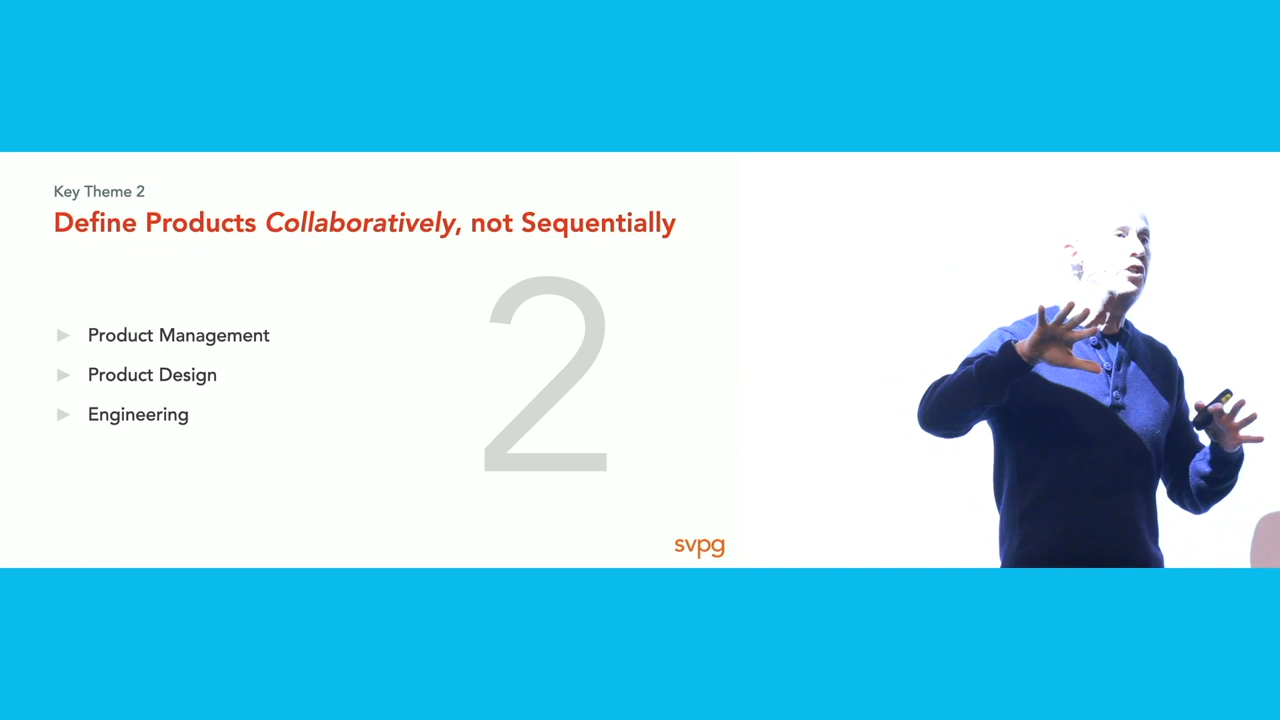 Key Theme 2
Define Products Collaboratively, not Sequentially
2
Product Management
Product Design
Engineering
svpg